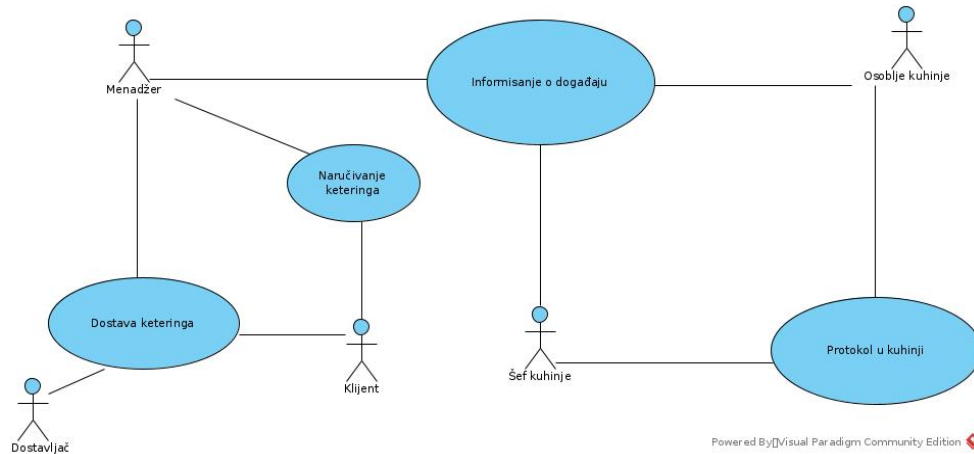 Menadžer
Informisanje o događaju
Osoblje kuhinje
Naručivanje
keteringa
Dostava keteringa
Klijent
Šef kuhinje
Protokol u kuhinji
Dostavljač
Powered By[]Visual Paradigm Community Edition